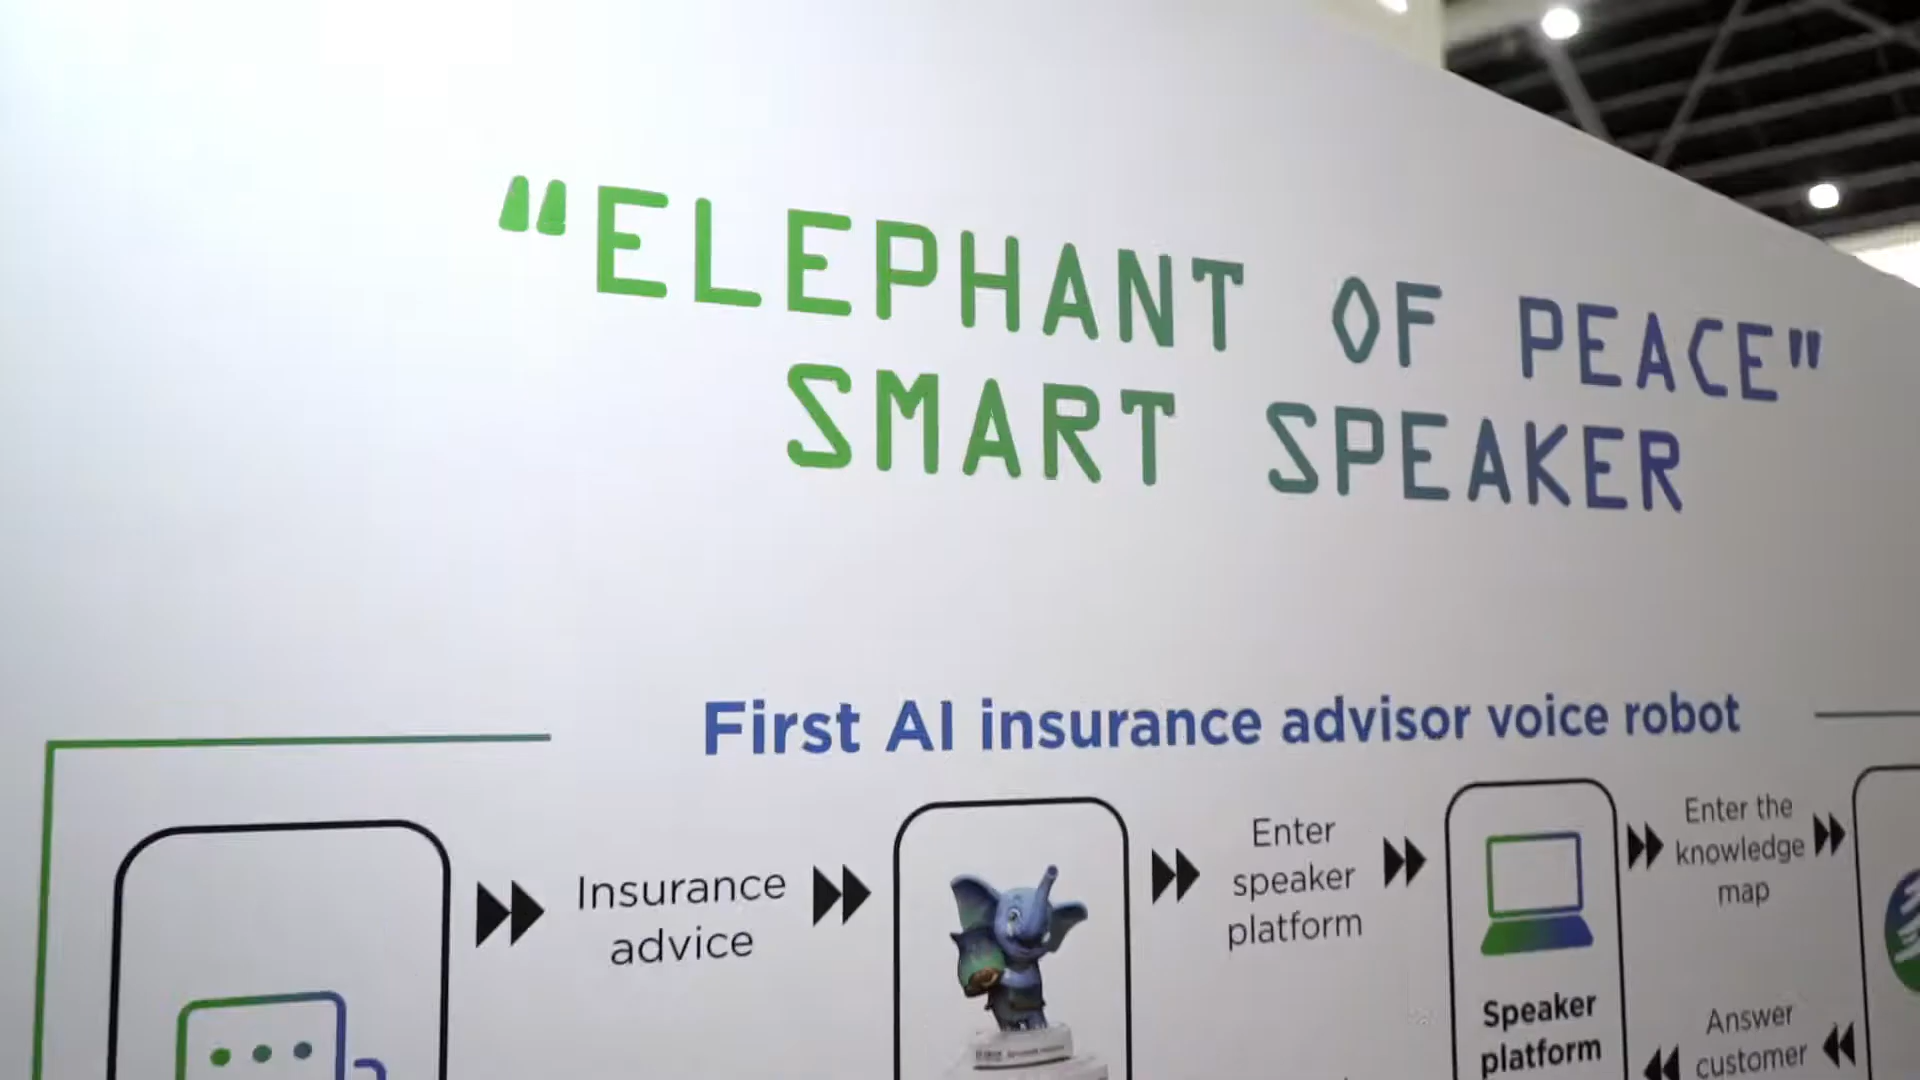 "ELEPHANT OF PEACE"
SMART SPEAKER
First AI insurance advisor voice robot
Insurance
advice
Enter
speaker
platform
Speaker
platform
Enter the
knowledge
map
Answer
customer